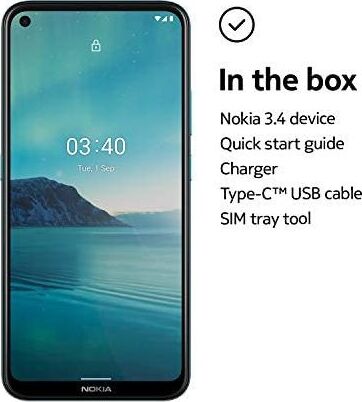 03:40
Tue, 1 Sep
NOKIA
In the box
Nokia 3.4 device
Quick start guide
Charger
Type-C™ USB cable
SIM tray tool